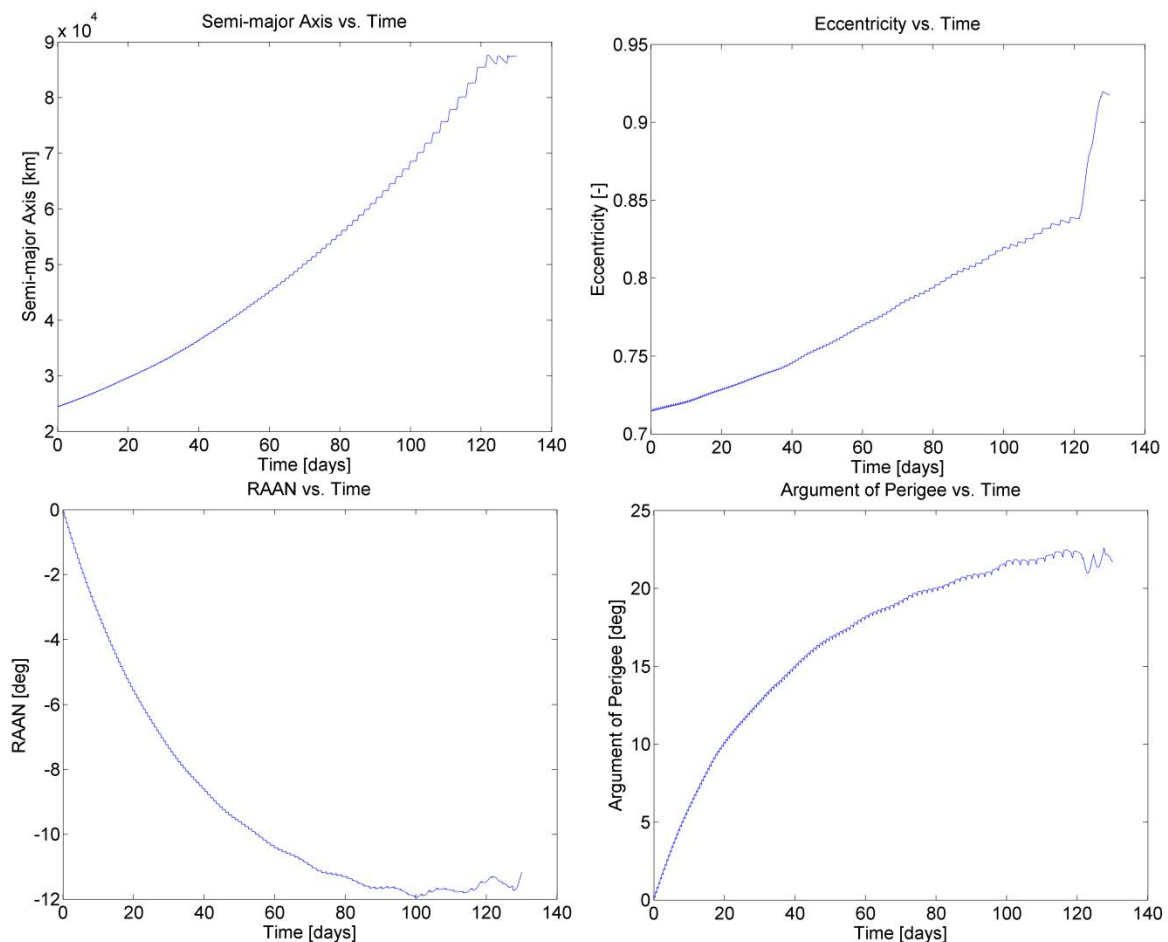 Semi-major Axis vs. Time
x 10^4
9
8
7
6
5
4
3
2
Semi-major Axis [km]
0 20 40 60 80 100 120 140
Time [days]
Eccentricity vs. Time
0.95
0.9
0.85
0.8
0.75
0.7
Eccentricity [-]
0 20 40 60 80 100 120 140
Time [days]
RAAN vs. Time
0
-2
-4
-6
-8
-10
-12
RAAN [deg]
0 20 40 60 80 100 120 140
Time [days]
Argument of Perigee vs. Time
25
20
15
10
5
0
Argument of Perigee [deg]
0 20 40 60 80 100 120 140
Time [days]